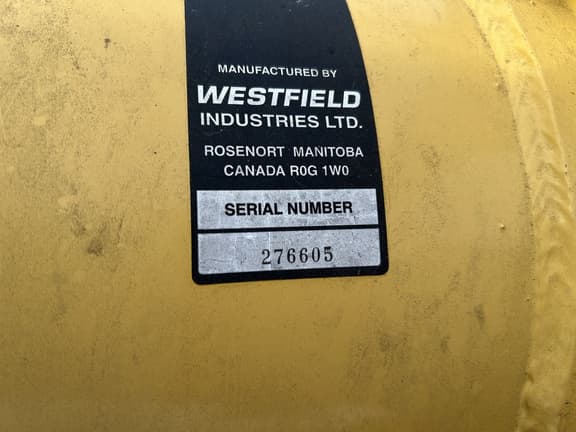 MANUFACTURED BY
WESTFIELD
INDUSTRIES LTD.
ROSENORT MANITOBA
CANADA R0G 1W0
SERIAL NUMBER
276605